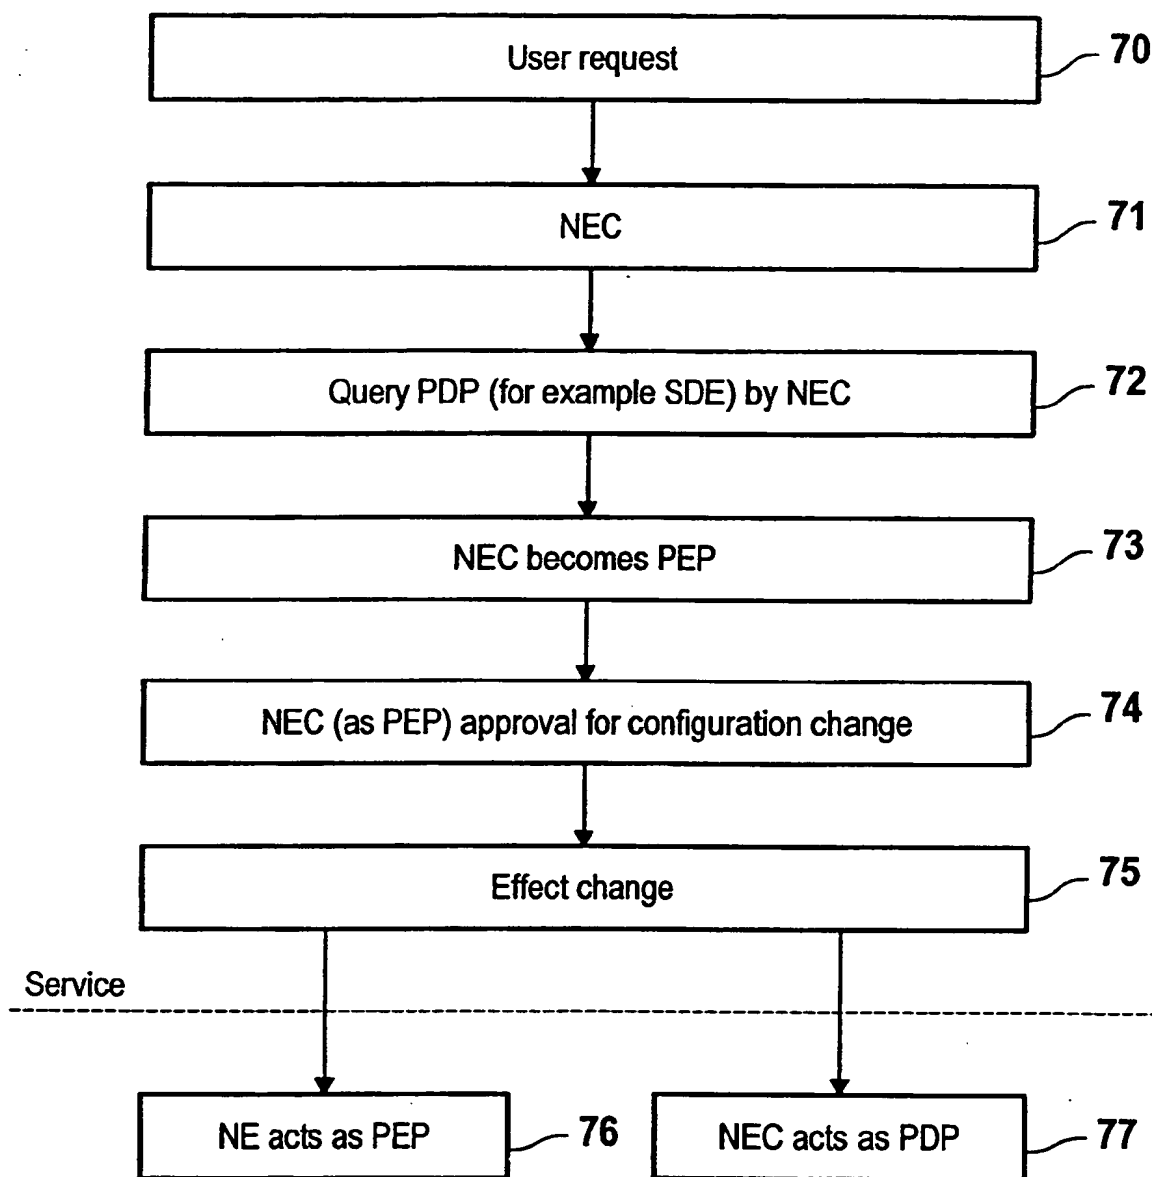 User request
70
NEC
71
Query PDP (for example SDE) by NEC
72
NEC becomes PEP
73
NEC (as PEP) approval for configuration change
74
Effect change
75
Service
NE acts as PEP
76
NEC acts as PDP
77